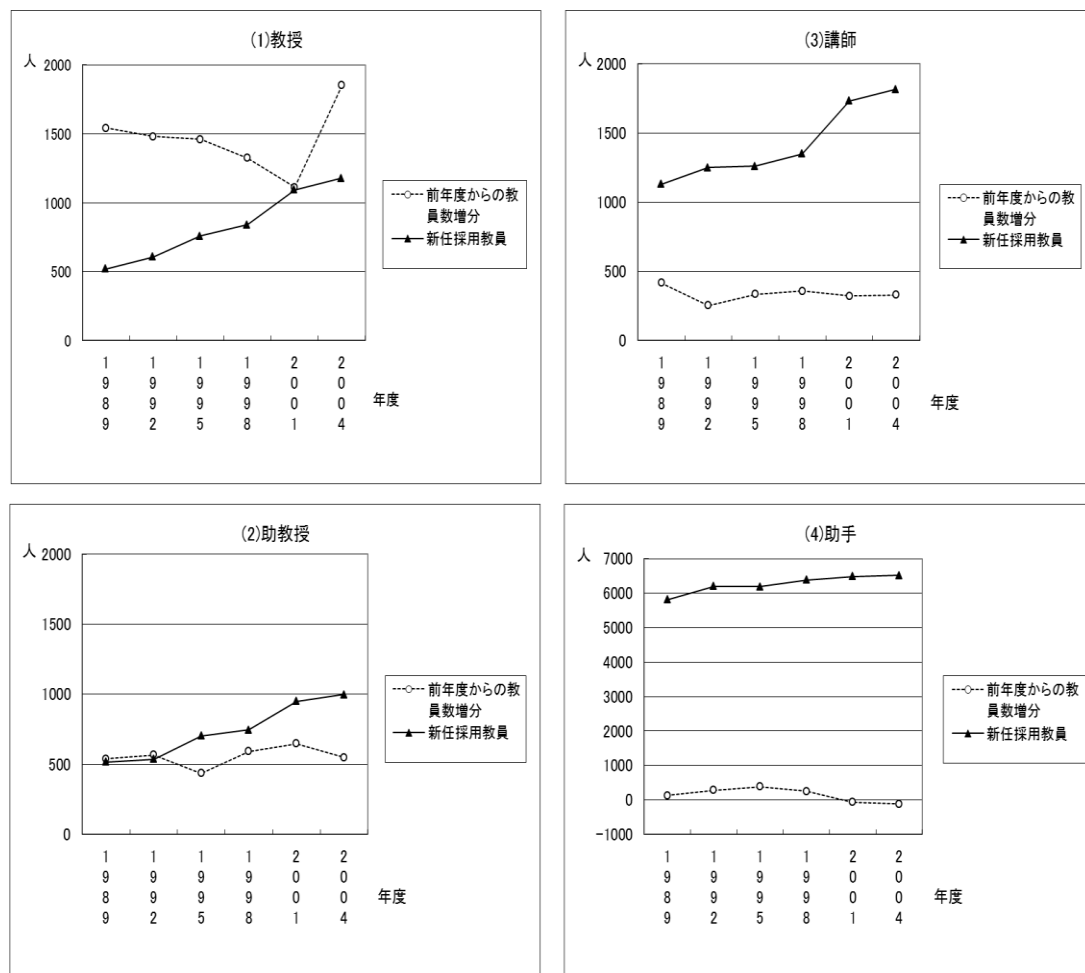 (1)教授
人
2000
1500
1000
500
0
1989
1992
1995
1998
2001
2004
年度
前年度からの教
員数増分
新任採用教員
(3)講師
人
2000
1500
1000
500
0
1989
1992
1995
1998
2001
2004
年度
前年度からの教
員数増分
新任採用教員
(2)助教授
人
2000
1500
1000
500
0
1989
1992
1995
1998
2001
2004
年度
前年度からの教
員数増分
新任採用教員
(4)助手
人
7000
6000
5000
4000
3000
2000
1000
0
-1000
1989
1992
1995
1998
2001
2004
年度
前年度からの教
員数増分
新任採用教員